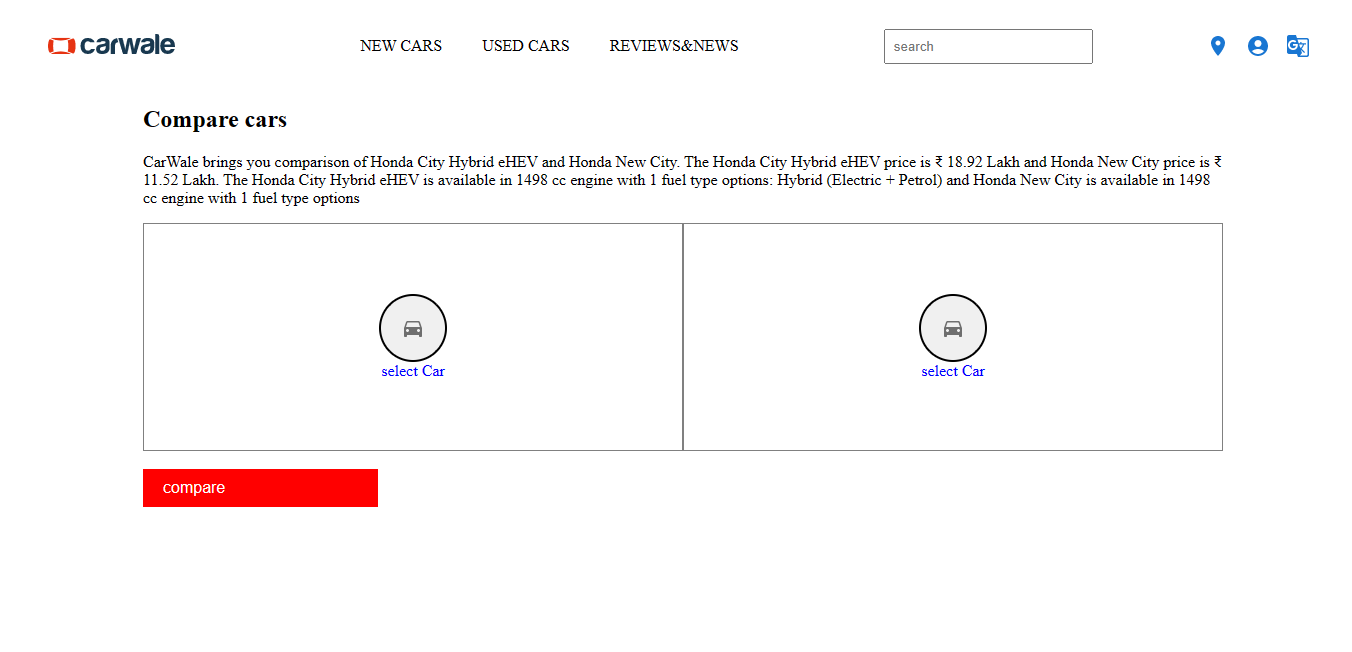 carwale
NEW CARS
USED CARS
REVIEWS&NEWS
search
Compare cars
CarWale brings you comparison of Honda City Hybrid eHEV and Honda New City. The Honda City Hybrid eHEV price is ₹ 18.92 Lakh and Honda New City price is ₹
11.52 Lakh. The Honda City Hybrid eHEV is available in 1498 cc engine with 1 fuel type options: Hybrid (Electric + Petrol) and Honda New City is available in 1498
cc engine with 1 fuel type options
select Car
select Car
compare